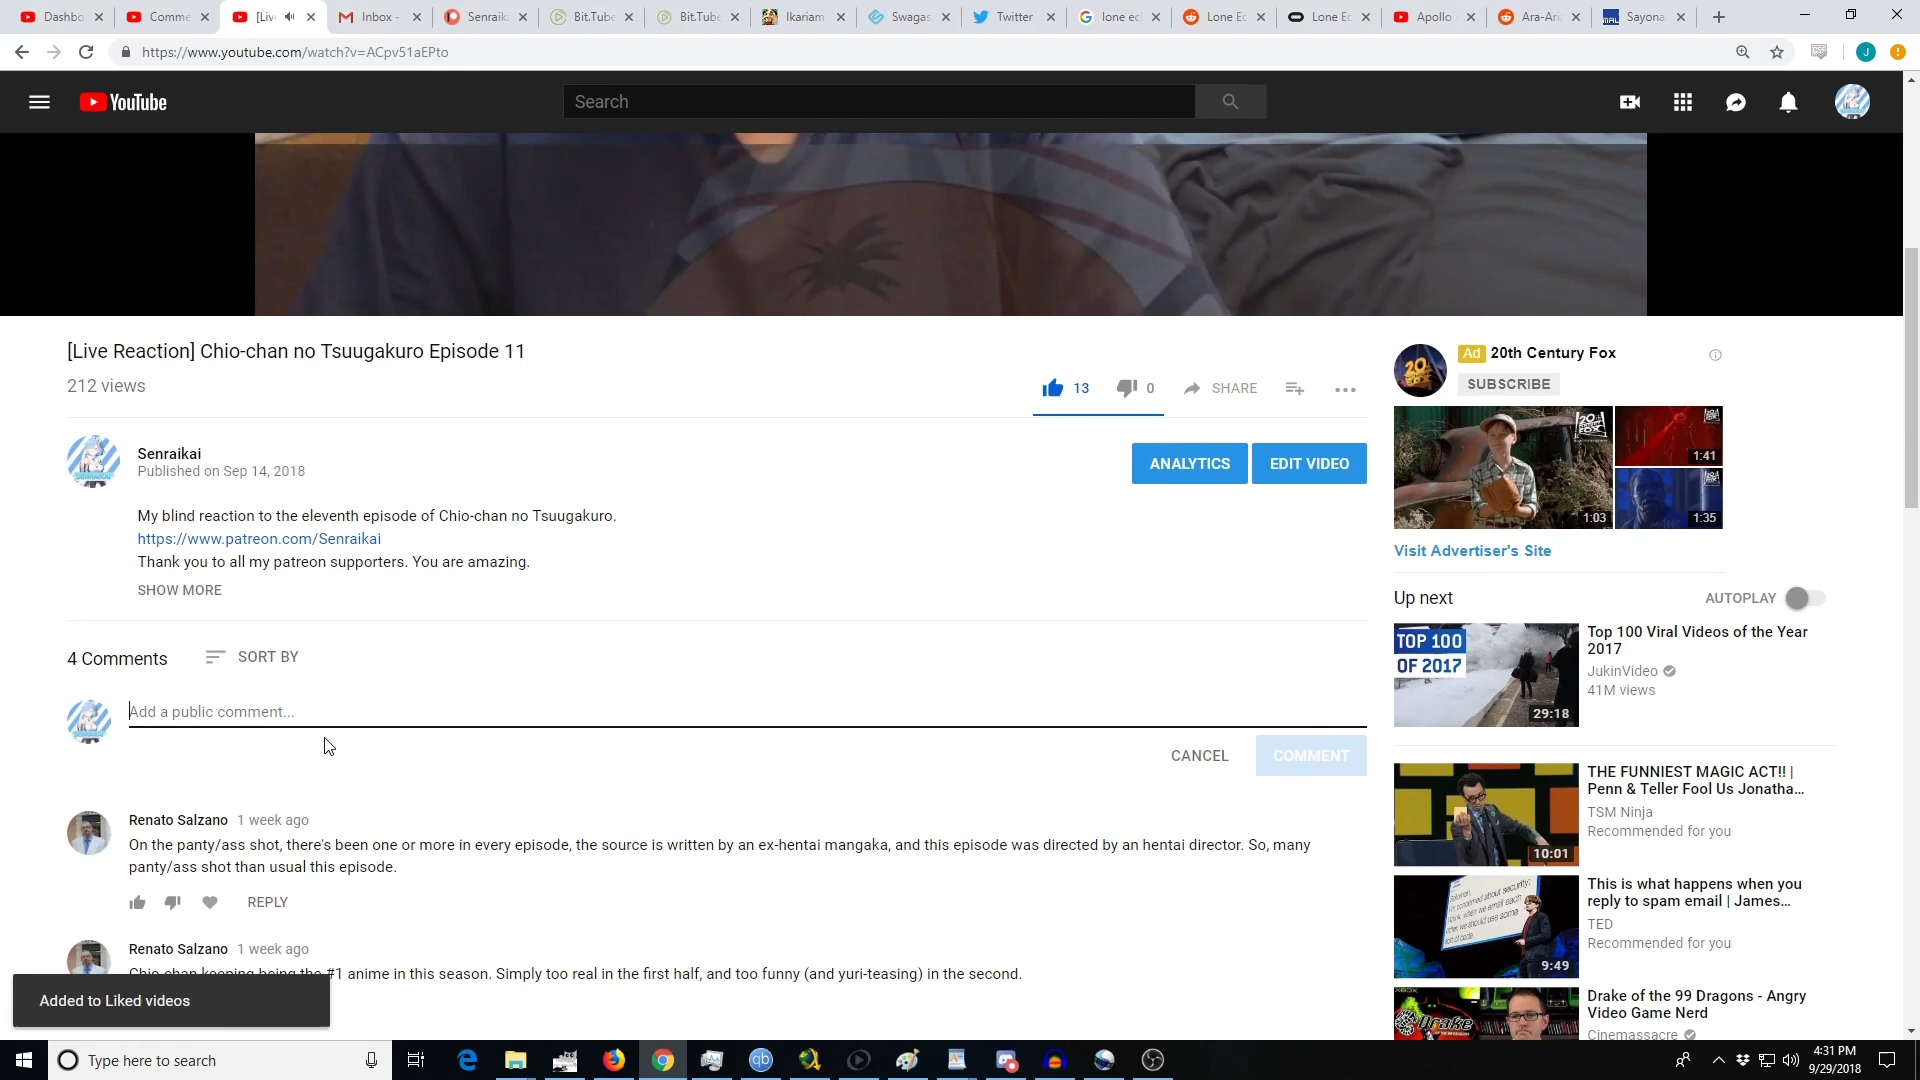 Dashbo
Comme
[Liv
Inbox -
Senraik
Bit.Tube
Bit.Tube
Ikariam
Swagas
Twitter
lone ec
Lone Ec
Lone Ec
Apollo -
Ara-Ari
Sayona
https://www.youtube.com/watch?v=ACpv51aEPto
J
YouTube
Search
[Live Reaction] Chio-chan no Tsuugakuro Episode 11
212 views
13
0
SHARE
Senraikai
Published on Sep 14, 2018
ANALYTICS
EDIT VIDEO
My blind reaction to the eleventh episode of Chio-chan no Tsuugakuro.
https://www.patreon.com/Senraikai
Thank you to all my patreon supporters. You are amazing.
SHOW MORE
4 Comments
SORT BY
Add a public comment...
CANCEL
COMMENT
Renato Salzano 1 week ago
On the panty/ass shot, there's been one or more in every episode, the source is written by an ex-hentai mangaka, and this episode was directed by an hentai director. So, many
panty/ass shot than usual this episode.
REPLY
Renato Salzano 1 week ago
Chio-chan keeping being the #1 anime in this season. Simply too real in the first half, and too funny (and yuri-teasing) in the second.
Added to Liked videos
Ad 20th Century Fox
SUBSCRIBE
1:03
1:41
1:35
Visit Advertiser's Site
Up next
AUTOPLAY
TOP 100
OF 2017
29:18
Top 100 Viral Videos of the Year
2017
JukinVideo
41M views
10:01
THE FUNNIEST MAGIC ACT!! |
Penn & Teller Fool Us Jonatha...
TSM Ninja
Recommended for you
9:49
This is what happens when you
reply to spam email | James...
TED
Recommended for you
Drake of the 99 Dragons - Angry
Video Game Nerd
Cinemassacre
Type here to search
4:31 PM
9/29/2018